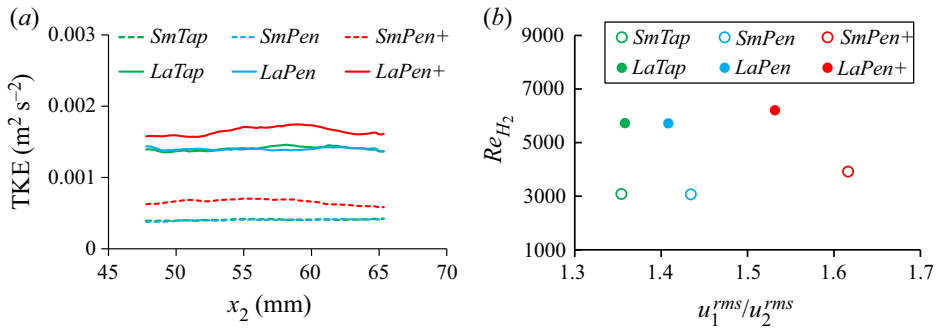 (a)
0.003
0.002
0.001
0
TKE (m² s⁻²)
SmTap SmPen SmPen+
LaTap LaPen LaPen+
45 50 55 60 65 70
x₂ (mm)
(b)
9000
7000
5000
3000
1000
Re_{H₂}
SmTap SmPen SmPen+
LaTap LaPen LaPen+
1.3 1.4 1.5 1.6 1.7
u₁^{rms}/u₂^{rms}